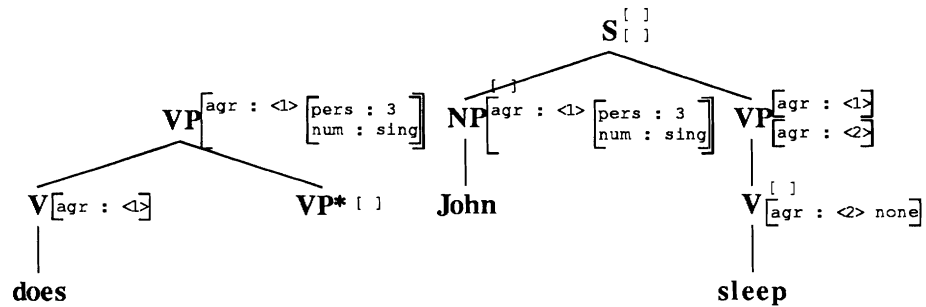 S [ ]
[ ]
VP [agr : <1> [pers : 3
num : sing]]
NP [ ]
[agr : <1> [pers : 3
num : sing]]
VP [agr : <1>]
[agr : <2>]
V [agr : <1>]
VP* [ ]
John
V [ ]
[agr : <2> none]
does
sleep